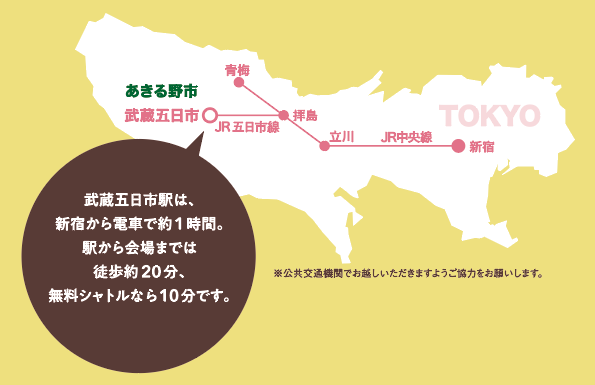 青梅
あきる野市
武蔵五日市
拝島
TOKYO
JR五日市線
立川
JR中央線
新宿
武蔵五日市駅は、
新宿から電車で約1時間。
駅から会場までは
徒歩約20分、
無料シャトルなら10分です。
※公共交通機関でお越しいただきますようご協力をお願いします。